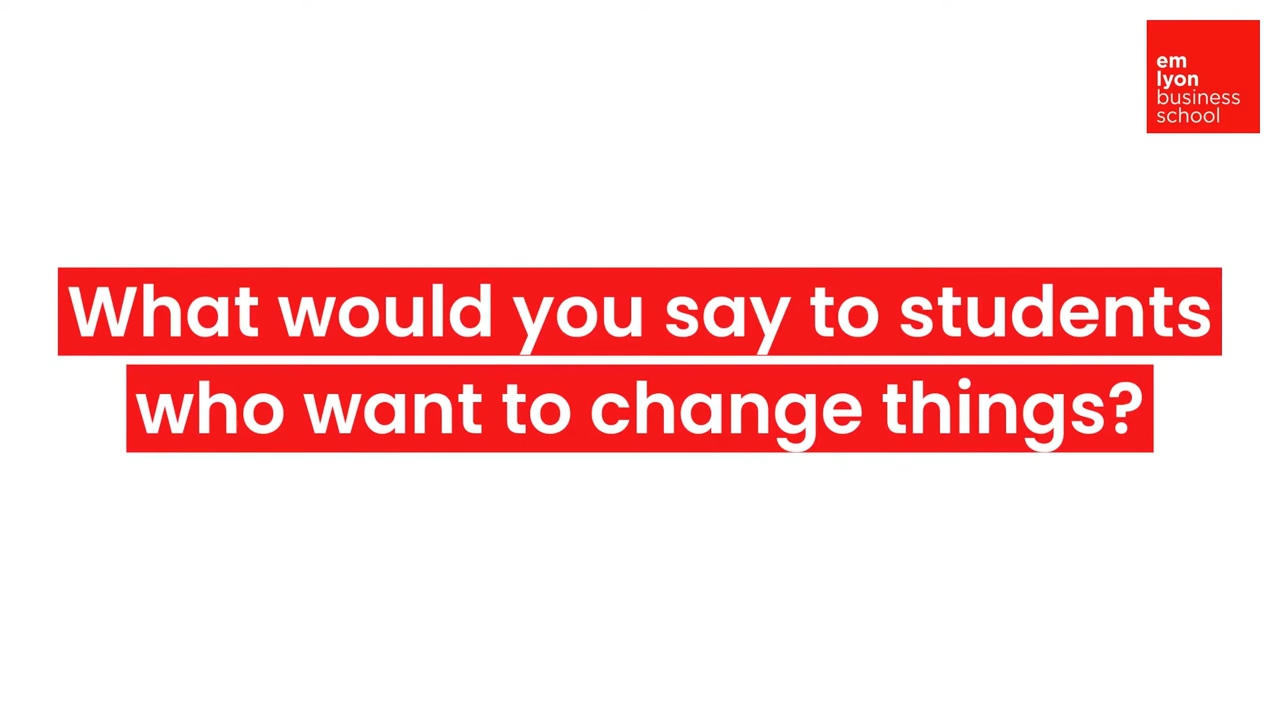 em
lyon
business
school
What would you say to students
who want to change things?